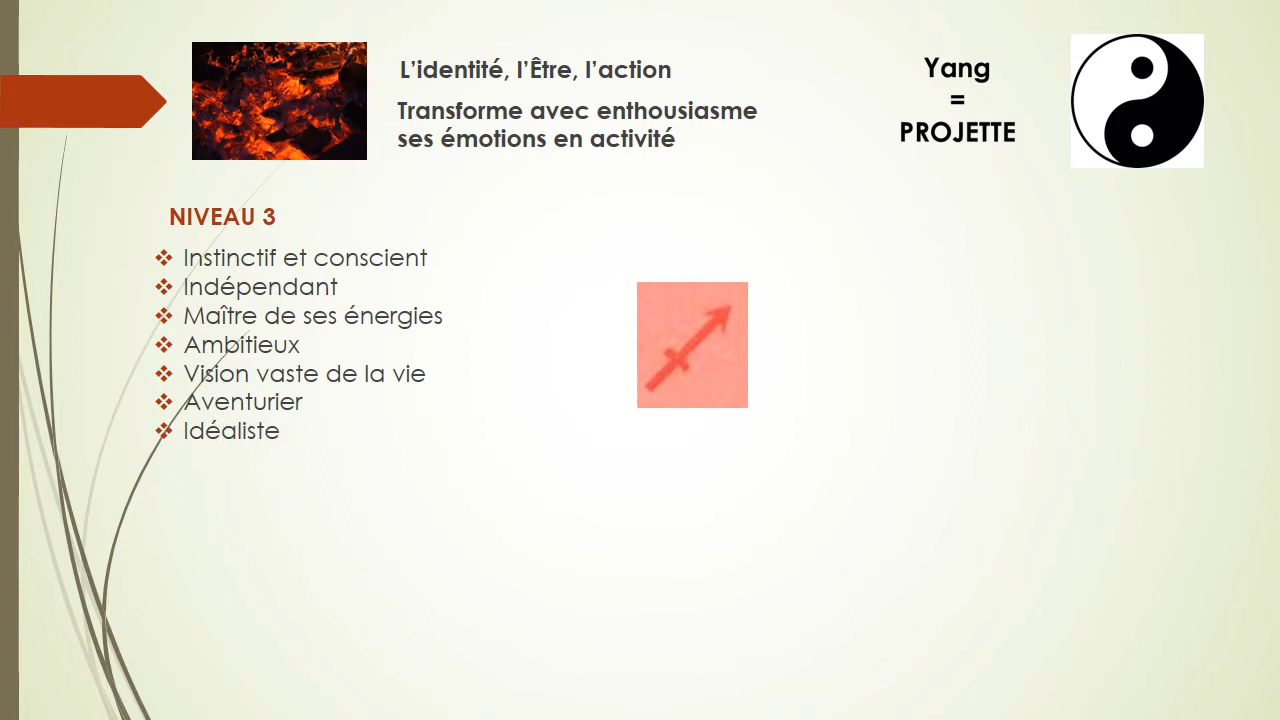 L’identité, l’Être, l’action
Transforme avec enthousiasme
ses émotions en activité
Yang
=
PROJETTE
NIVEAU 3
Instinctif et conscient
Indépendant
Maître de ses énergies
Ambitieux
Vision vaste de la vie
Aventurier
Idéaliste